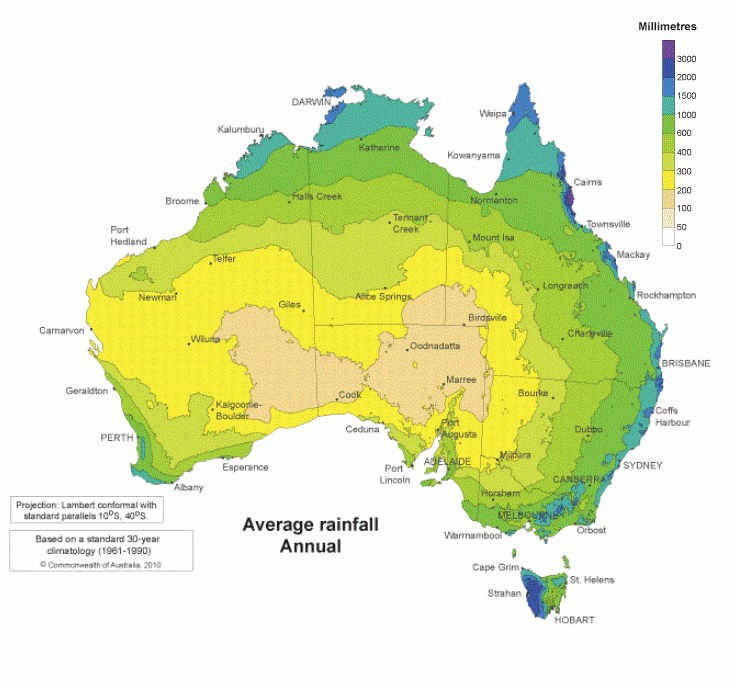 Millimetres
3000
2000
1500
1000
600
400
300
200
100
50
0
DARWIN
Weipa
Kalumburu
Katherine
Kowanyama
Cairns
Broome
Halls Creek
Normanton
Tennant
Creek
Townsville
Port
Hedland
Mount Isa
Mackay
Telfer
Longreach
Newman
Giles
Alice Springs
Rockhampton
Birdsville
Carnarvon
Wiluna
Charleville
Oodnadatta
BRISBANE
Marree
Geraldton
Cook
Bourke
Kalgoorlie-
Boulder
Coffs
Harbour
Ceduna
Port
Augusta
Dubbo
PERTH
Mildura
Esperance
ADELAIDE
SYDNEY
Port
Lincoln
CANBERRA
Albany
Horsham
MELBOURNE
Projection: Lambert conformal with
standard parallels 10°S, 40°S.
Average rainfall
Annual
Orbost
Warrnambool
Based on a standard 30-year
climatology (1961-1990)
© Commonwealth of Australia, 2010
Cape Grim
St. Helens
Strahan
HOBART